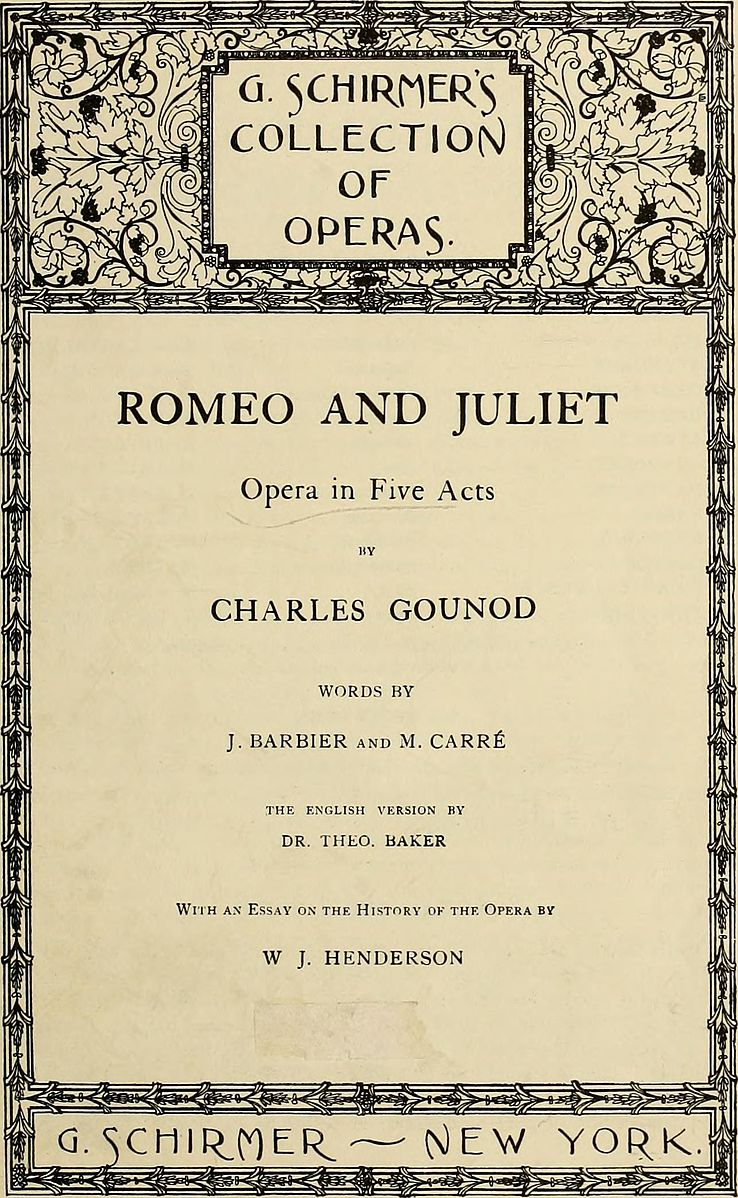 G. SCHIRMER'S
COLLECTION
OF
OPERAS.
ROMEO AND JULIET
Opera in Five Acts
BY
CHARLES GOUNOD
WORDS BY
J. BARBIER AND M. CARRÉ
THE ENGLISH VERSION BY
DR. THEO. BAKER
WITH AN ESSAY ON THE HISTORY OF THE OPERA BY
W J. HENDERSON
G. SCHIRMER ~ NEW YORK.